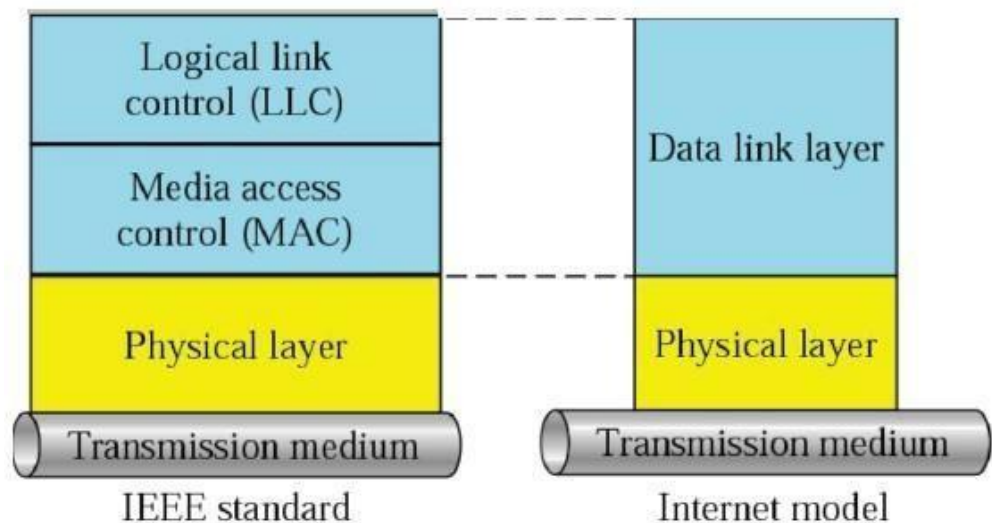 Logical link
control (LLC)
Media access
control (MAC)
Physical layer
Transmission medium
IEEE standard
Data link layer
Physical layer
Transmission medium
Internet model